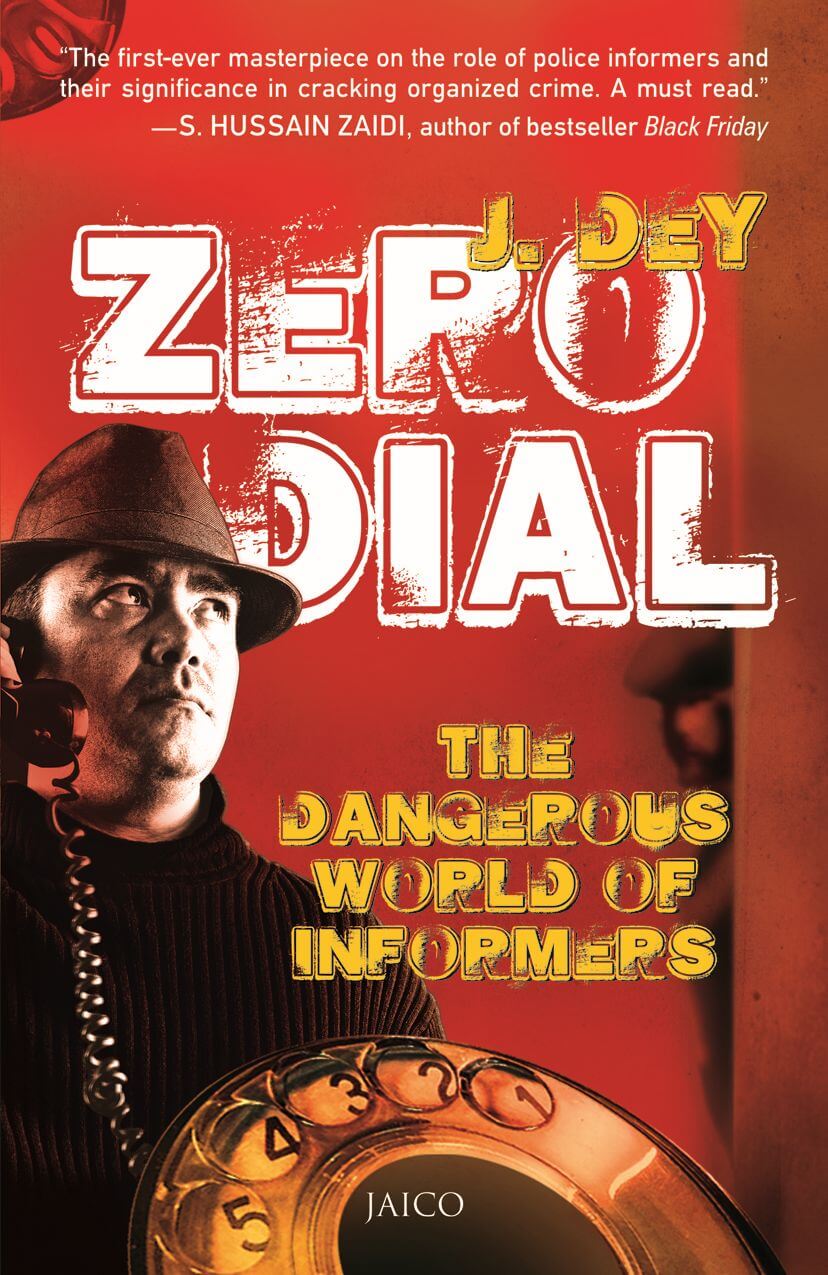 “The first-ever masterpiece on the role of police informers and
their significance in cracking organized crime. A must read.”
—S. HUSSAIN ZAIDI, author of bestseller Black Friday
J. DEY
ZERO
DIAL
THE
DANGEROUS
WORLD OF
INFORMERS
1
2
3
4
5
JAICO